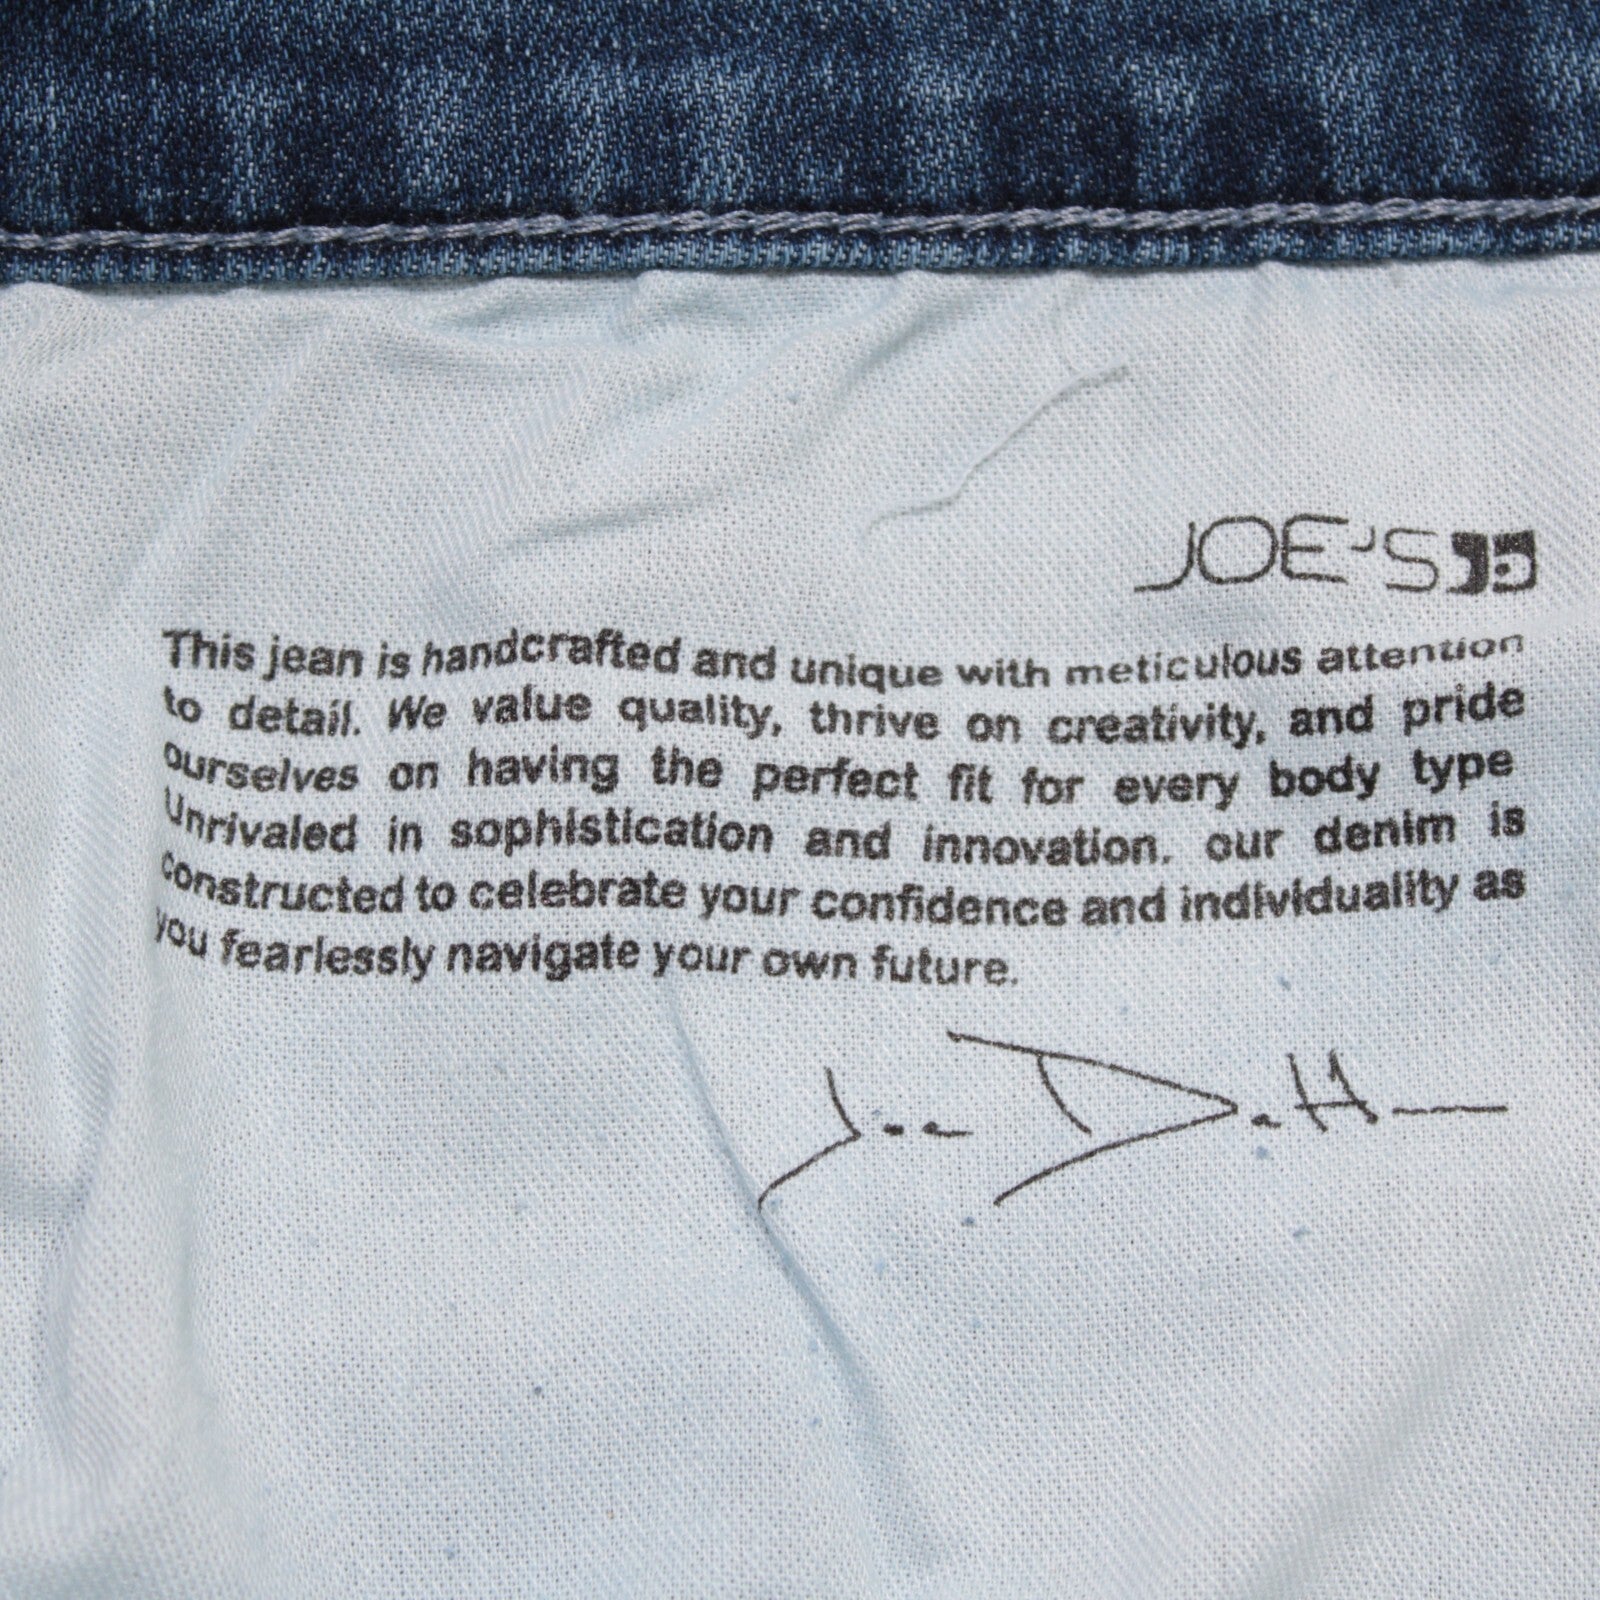 JOE'S
This jean is handcrafted and unique with meticulous attention
to detail. We value quality, thrive on creativity, and pride
ourselves on having the perfect fit for every body type
Unrivaled in sophistication and innovation. our denim is
constructed to celebrate your confidence and individuality as
you fearlessly navigate your own future.
Joe Dahan